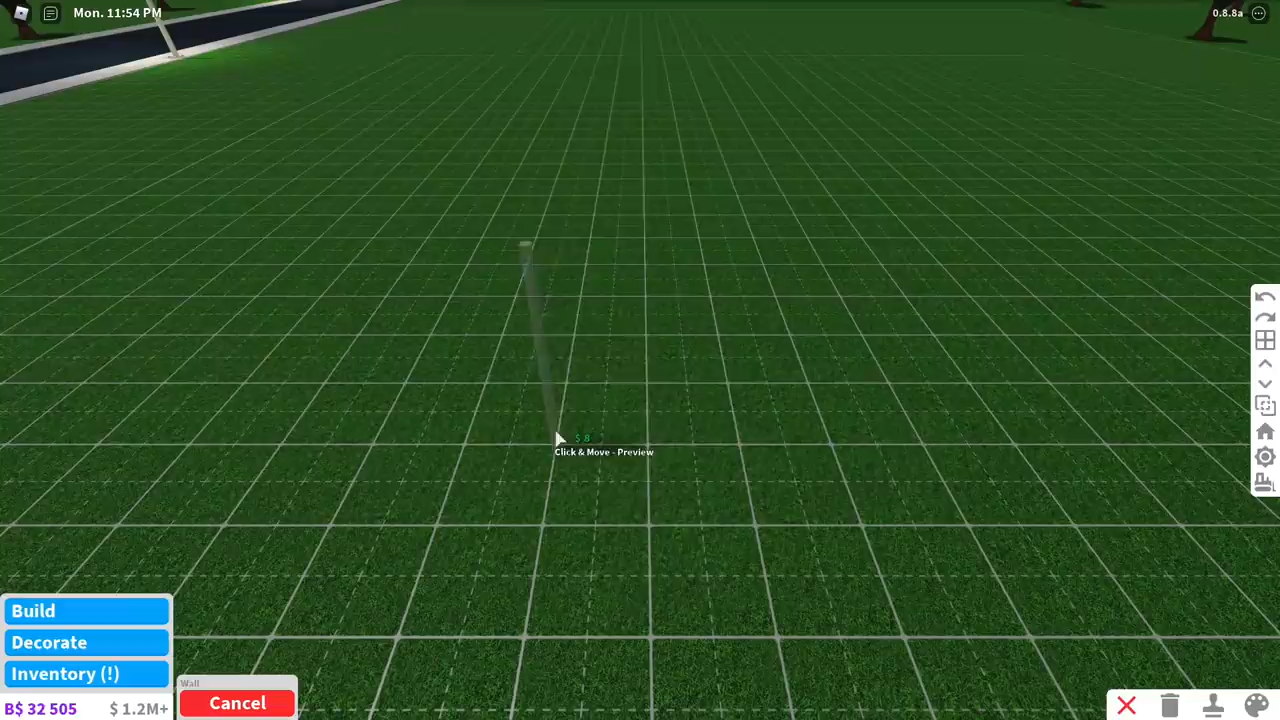 Mon. 11:54 PM
0.8.8a
$ 8
Click & Move - Preview
Build
Decorate
Inventory (!)
Wall
Cancel
B$ 32 505
$ 1.2M+